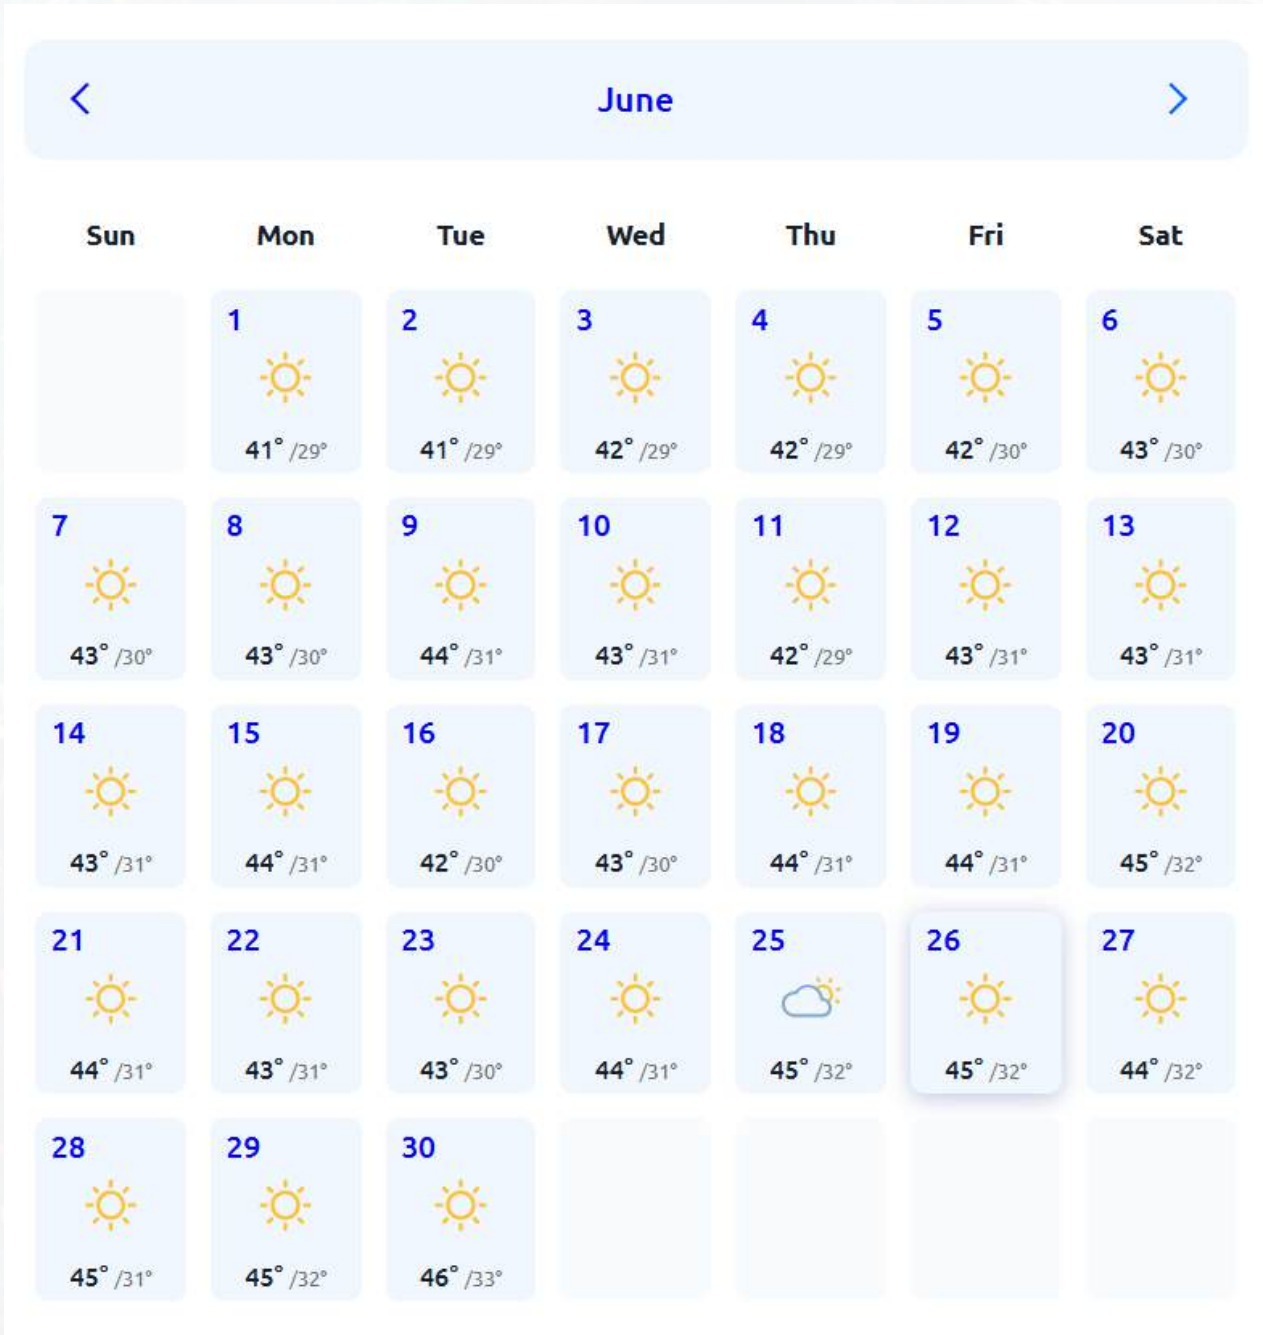 June
Sun Mon Tue Wed Thu Fri Sat
1 2 3 4 5 6
41° /29° 41° /29° 42° /29° 42° /29° 42° /30° 43° /30°
7 8 9 10 11 12 13
43° /30° 43° /30° 44° /31° 43° /31° 42° /29° 43° /31° 43° /31°
14 15 16 17 18 19 20
43° /31° 44° /31° 42° /30° 43° /30° 44° /31° 44° /31° 45° /32°
21 22 23 24 25 26 27
44° /31° 43° /31° 43° /30° 44° /31° 45° /32° 45° /32° 44° /32°
28 29 30
45° /31° 45° /32° 46° /33°